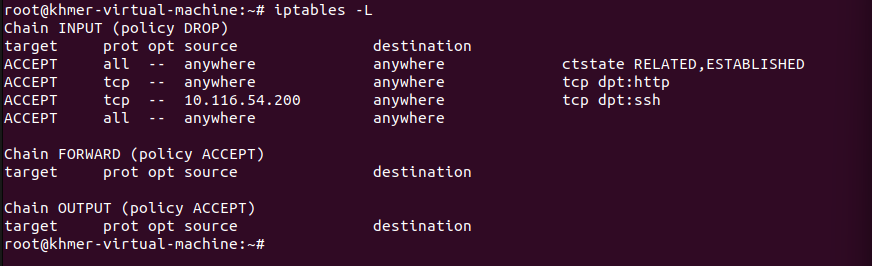 root@khmer-virtual-machine:~# iptables -L
Chain INPUT (policy DROP)
target     prot opt source               destination
ACCEPT     all  --  anywhere             anywhere             ctstate RELATED,ESTABLISHED
ACCEPT     tcp  --  anywhere             anywhere             tcp dpt:http
ACCEPT     tcp  --  10.116.54.200        anywhere             tcp dpt:ssh
ACCEPT     all  --  anywhere             anywhere

Chain FORWARD (policy ACCEPT)
target     prot opt source               destination

Chain OUTPUT (policy ACCEPT)
target     prot opt source               destination
root@khmer-virtual-machine:~#